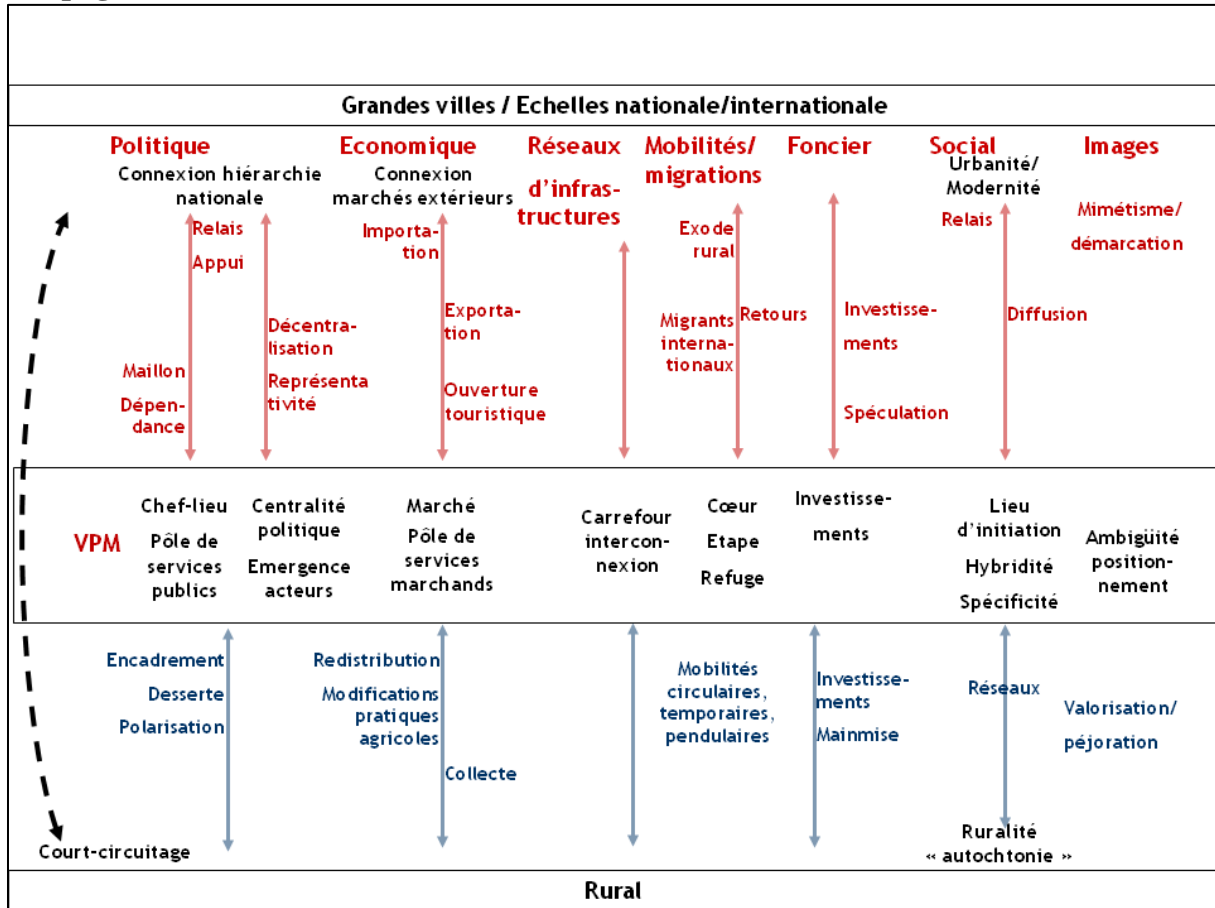 Grandes villes / Echelles nationale/internationale
Politique
Connexion hiérarchie
nationale
Relais
Appui
Décentra-
lisation
Représenta
tivité
Maillon
Dépen-
dance
Economique
Connexion
marchés extérieurs
Importa-
tion
Exporta-
tion
Ouverture
touristique
Réseaux
d'infras-
tructures
Mobilités/
migrations
Exode
rural
Migrants
interna-
tionaux
Retours
Foncier
Investisse-
ments
Spéculation
Social
Urbanité/
Modernité
Relais
Diffusion
Images
Mimétisme/
démarcation
VPM
Chef-lieu
Pôle de
services
publics
Centralité
politique
Emergence
acteurs
Marché
Pôle de
services
marchands
Carrefour
intercon-
nexion
Cœur
Etape
Refuge
Investisse-
ments
Lieu
d'initiation
Hybridité
Spécificité
Ambigüité
position-
nement
Encadrement
Desserte
Polarisation
Redistribution
Modifications
pratiques
agricoles
Collecte
Mobilités
circulaires,
temporaires,
pendulaires
Investisse-
ments
Mainmise
Réseaux
Valorisation/
péjoration
Court-circuitage
Ruralité
« autochtonie »
Rural